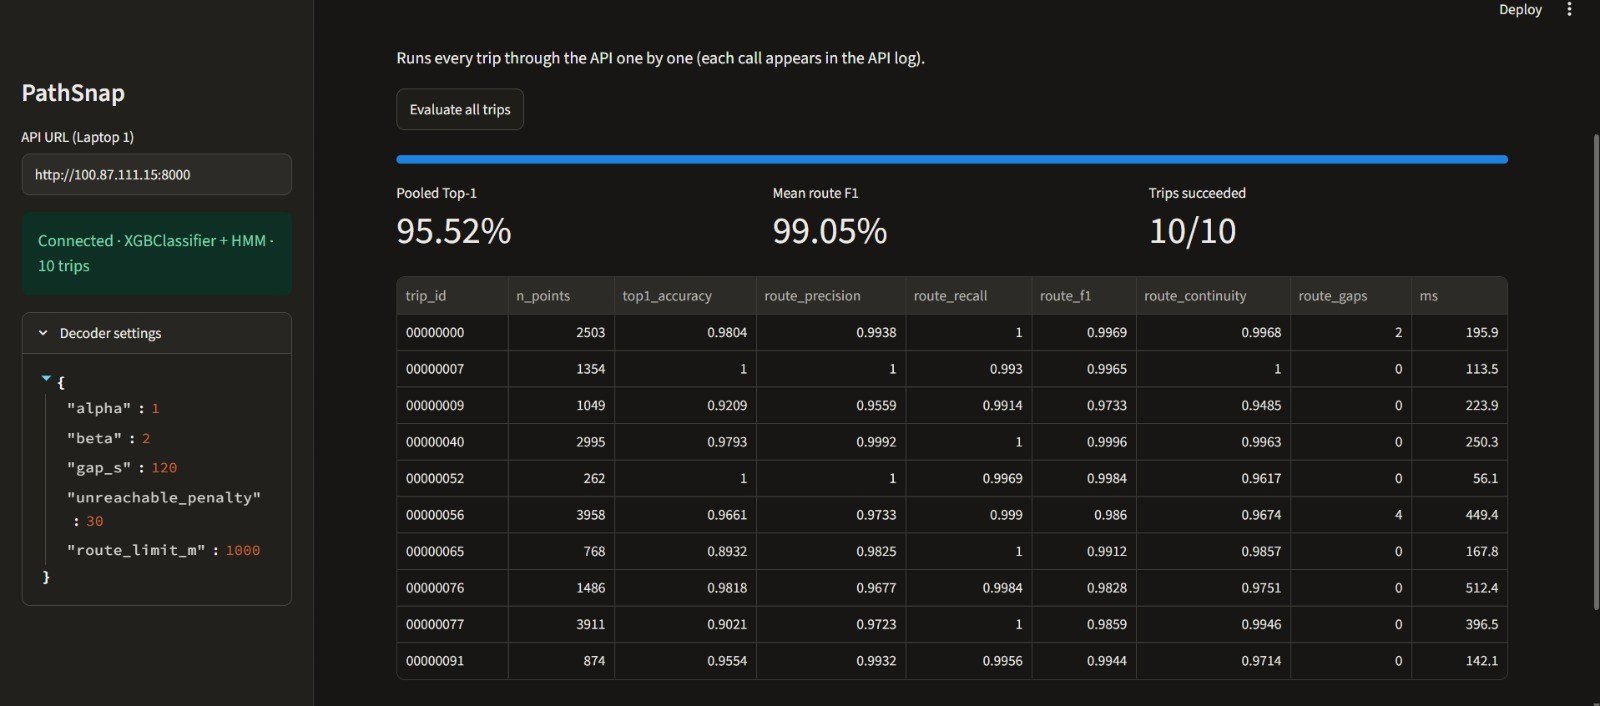 Deploy
Runs every trip through the API one by one (each call appears in the API log).
Evaluate all trips
PathSnap
API URL (Laptop 1)
http://100.87.111.15:8000
Connected · XGBClassifier + HMM ·
10 trips
Decoder settings
{
"alpha" : 1
"beta" : 2
"gap_s" : 120
"unreachable_penalty"
: 30
"route_limit_m" : 1000
}
Pooled Top-1 Mean route F1 Trips succeeded
95.52% 99.05% 10/10
trip_id n_points top1_accuracy route_precision route_recall route_f1 route_continuity route_gaps ms
00000000 2503 0.9804 0.9938 1 0.9969 0.9968 2 195.9
00000007 1354 1 1 0.993 0.9965 1 0 113.5
00000009 1049 0.9209 0.9559 0.9914 0.9733 0.9485 0 223.9
00000040 2995 0.9793 0.9992 1 0.9996 0.9963 0 250.3
00000052 262 1 1 0.9969 0.9984 0.9617 0 56.1
00000056 3958 0.9661 0.9733 0.999 0.986 0.9674 4 449.4
00000065 768 0.8932 0.9825 1 0.9912 0.9857 0 167.8
00000076 1486 0.9818 0.9677 0.9984 0.9828 0.9751 0 512.4
00000077 3911 0.9021 0.9723 1 0.9859 0.9946 0 396.5
00000091 874 0.9554 0.9932 0.9956 0.9944 0.9714 0 142.1